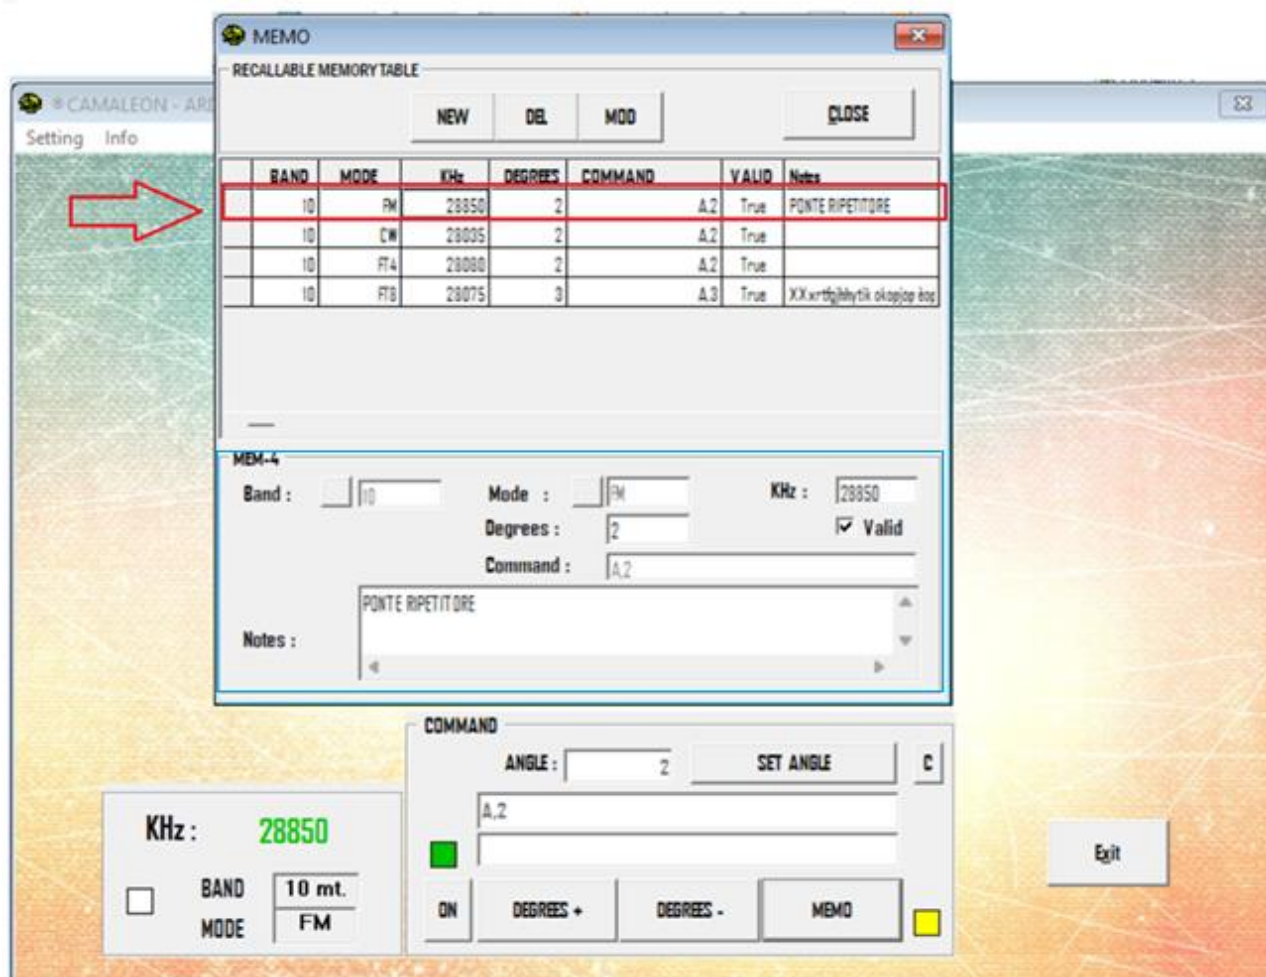 MEMO
RECALLABLE MEMORY TABLE
® CAMALEON - ARD
NEW DEL MOD CLOSE
Setting Info
BAND MODE KHz DEGREES COMMAND VALID Notes
10 FM 28850 2 A,2 True PONTE RIPETITORE
10 CW 28035 2 A,2 True
10 FT4 28080 2 A,2 True
10 FT8 28075 3 A,3 True
MEM-4
Band : 10 Mode : FM KHz : 28850
Degrees : 2 Valid
Command : A,2
PONTE RIPETITORE
Notes :
COMMAND
ANGLE : 2 SET ANGLE C
A,2
KHz : 28850
Exit
BAND 10 mt.
ON DEGREES + DEGREES - MEMO
MODE FM